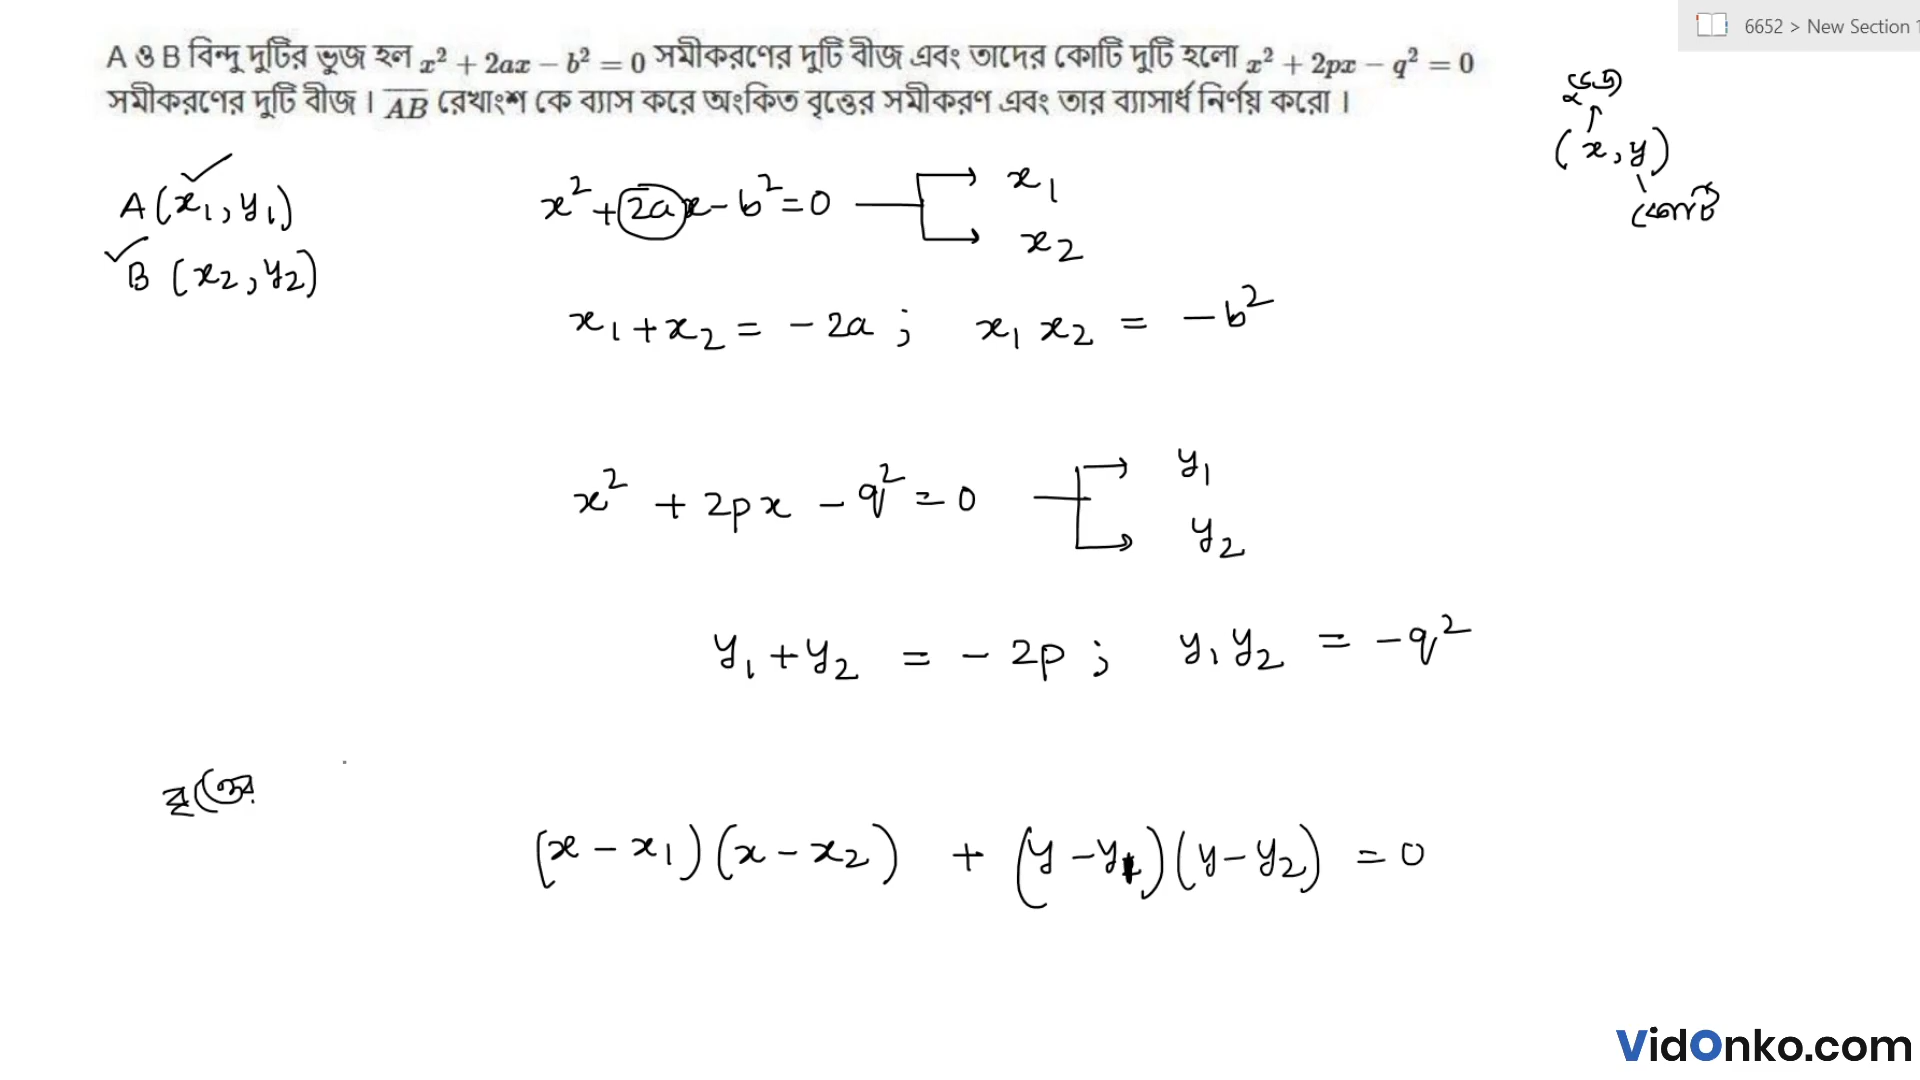 6652 > New Section 1
A ও B বিন্দু দুটির ভুজ হল x² + 2ax − b² = 0 সমীকরণের দুটি বীজ এবং তাদের কোটি দুটি হলো x² + 2px − q² = 0
সমীকরণের দুটি বীজ। \overline{AB} রেখাংশ কে ব্যাস করে অংকিত বৃত্তের সমীকরণ এবং তার ব্যাসার্ধ নির্ণয় করো।
ভুজ
(x, y)
কোটি
A(x₁, y₁)
B (x₂, y₂)
x² + 2ax − b² = 0
x₁
x₂
x₁ + x₂ = − 2a ; x₁ x₂ = − b²
x² + 2px − q² = 0
y₁
y₂
y₁ + y₂ = − 2p ; y₁ y₂ = − q²
বৃত্তের
(x − x₁)(x − x₂) + (y − y₁)(y − y₂) = 0
VidOnko.com